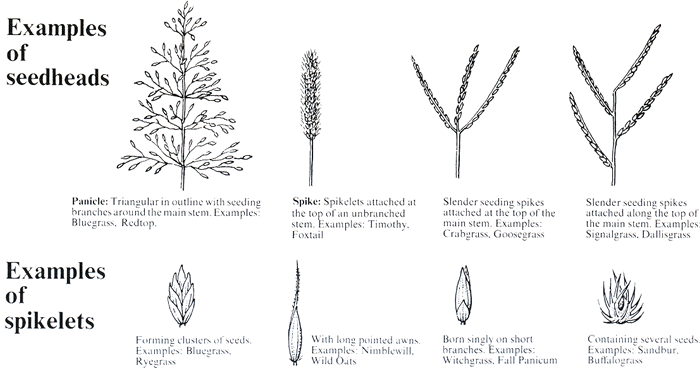 Examples
of
seedheads
Panicle: Triangular in outline with seeding
branches around the main stem. Examples:
Bluegrass, Redtop.
Spike: Spikelets attached at
the top of an unbranched
stem. Examples: Timothy,
Foxtail
Slender seeding spikes
attached at the top of the
main stem. Examples:
Crabgrass, Goosegrass
Slender seeding spikes
attached along the top of
the main stem. Examples:
Signalgrass, Dallisgrass
Examples
of
spikelets
Forming clusters of seeds.
Examples: Bluegrass,
Ryegrass
With long pointed awns.
Examples: Nimblewill,
Wild Oats
Born singly on short
branches. Examples:
Witchgrass, Fall Panicum
Containing several seeds.
Examples: Sandbur,
Buffalograss